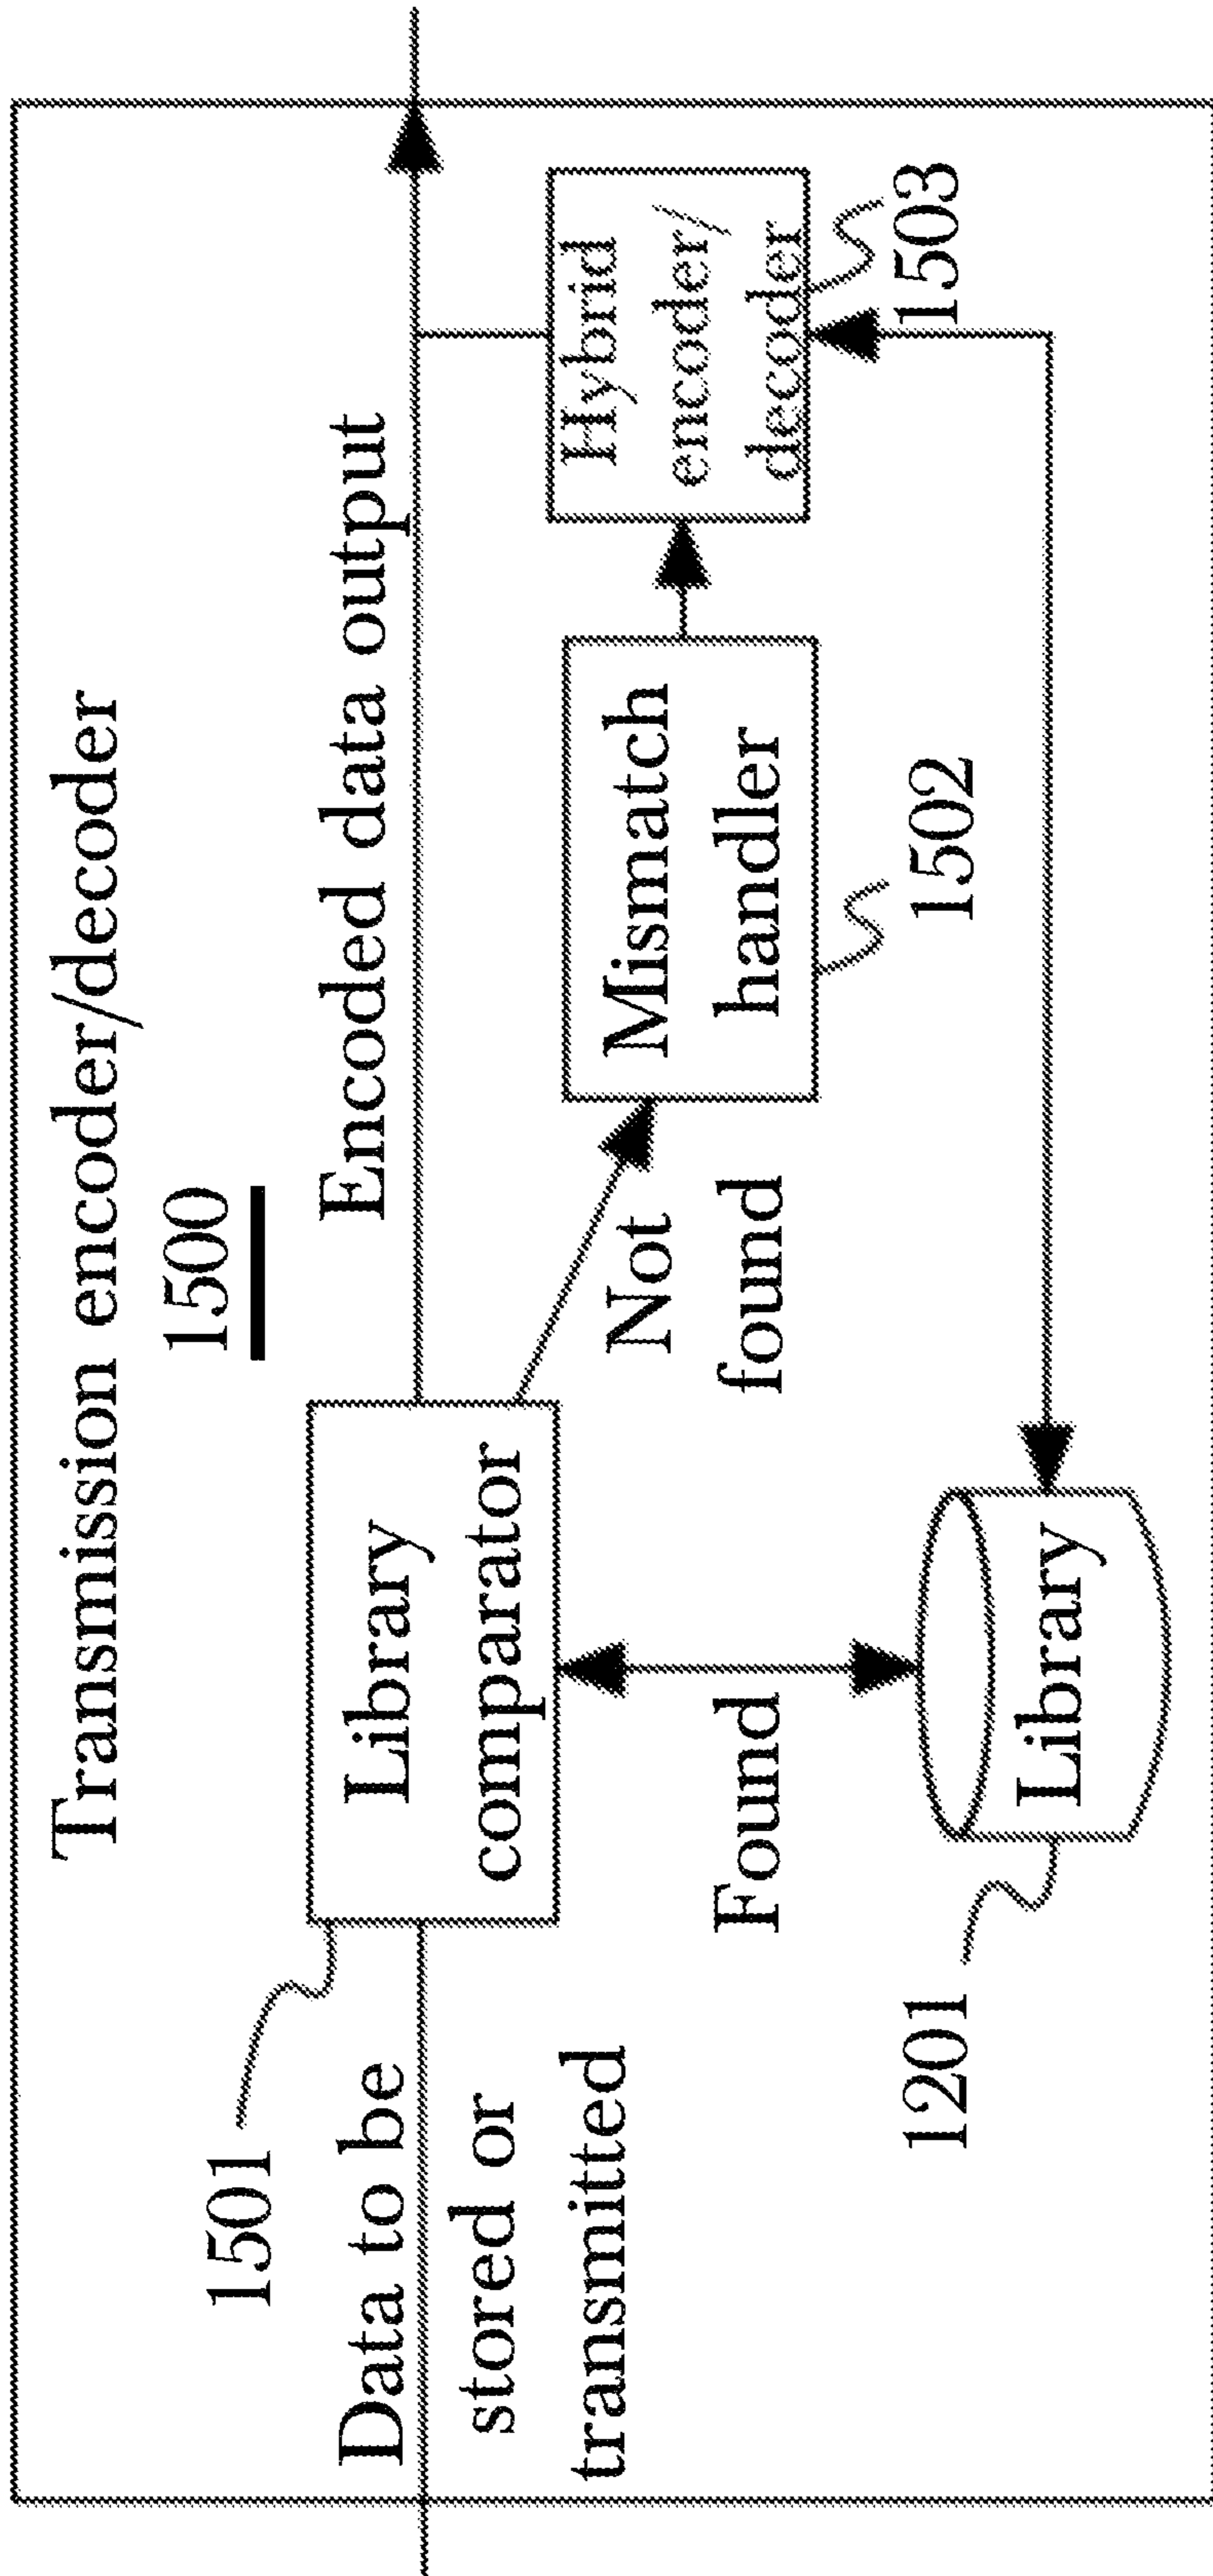 Transmission encoder/decoder
1500
1501
Data to be
stored or
transmitted
Library
comparator
Encoded data output
Not
found
Mismatch
handler
1502
Hybrid
encoder/
decoder
1503
Found
Library
1201